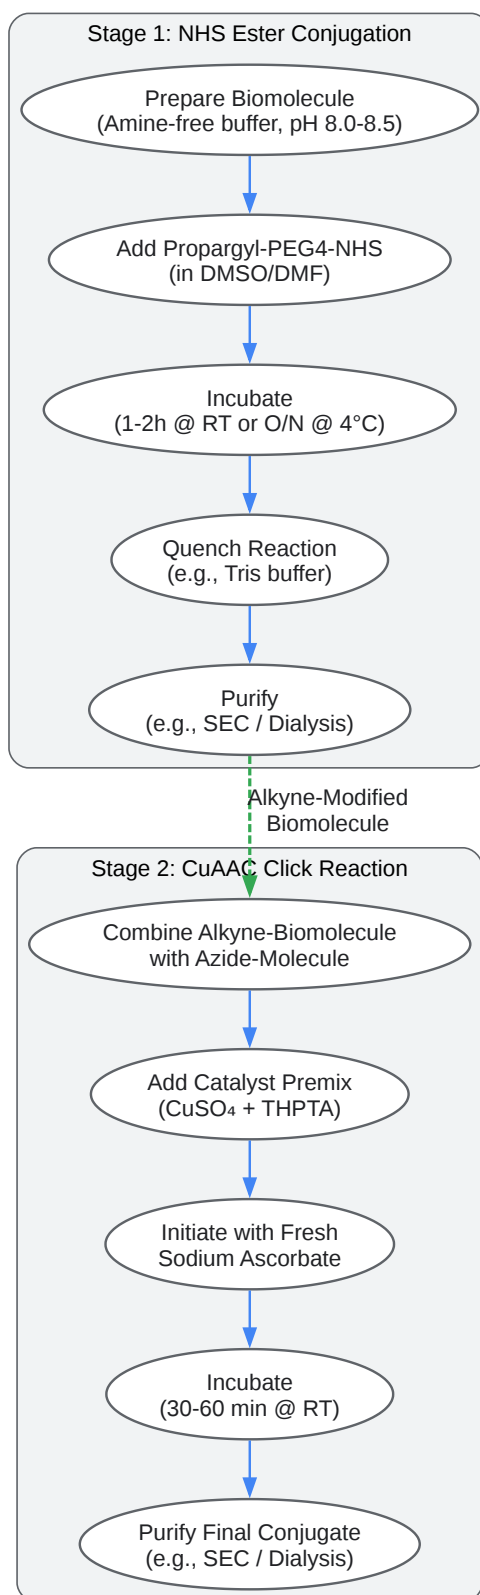 Stage 1: NHS Ester Conjugation
Prepare Biomolecule
(Amine-free buffer, pH 8.0-8.5)
Add Propargyl-PEG4-NHS
(in DMSO/DMF)
Incubate
(1-2h @ RT or O/N @ 4°C)
Quench Reaction
(e.g., Tris buffer)
Purify
(e.g., SEC / Dialysis)
Alkyne-Modified
Biomolecule
Stage 2: CuAAC Click Reaction
Combine Alkyne-Biomolecule
with Azide-Molecule
Add Catalyst Premix
(CuSO₄ + THPTA)
Initiate with Fresh
Sodium Ascorbate
Incubate
(30-60 min @ RT)
Purify Final Conjugate
(e.g., SEC / Dialysis)